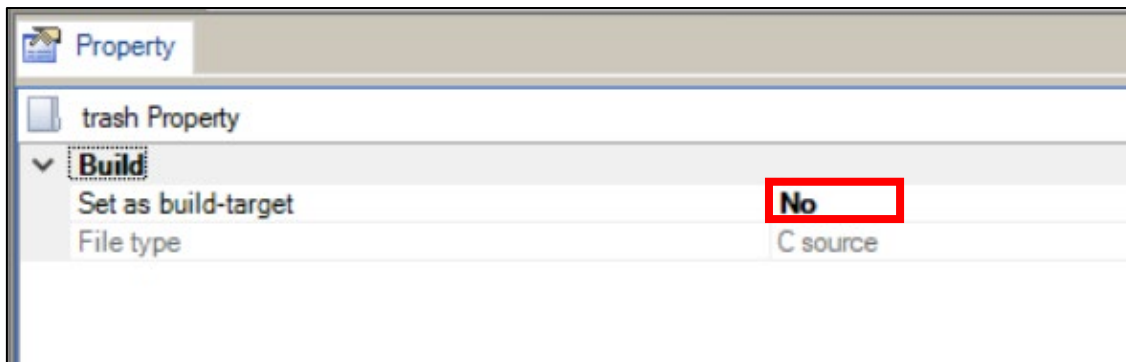 Property
trash Property
Build
Set as build-target No
File type C source